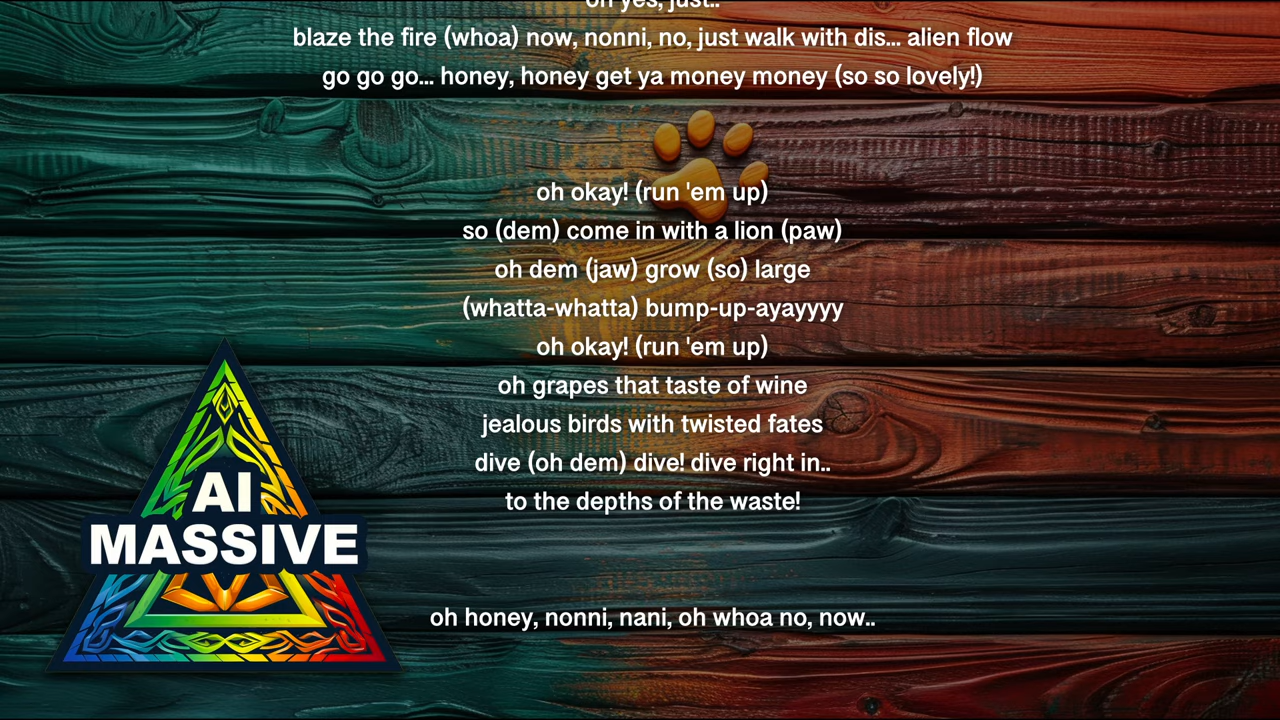 oh yes, just..
blaze the fire (whoa) now, nonni, no, just walk with dis... alien flow
go go go... honey, honey get ya money money (so so lovely!)
oh okay! (run 'em up)
so (dem) come in with a lion (paw)
oh dem (jaw) grow (so) large
(whatta-whatta) bump-up-ayayyyy
oh okay! (run 'em up)
oh grapes that taste of wine
jealous birds with twisted fates
dive (oh dem) dive! dive right in..
to the depths of the waste!
oh honey, nonni, nani, oh whoa no, now..
AI
MASSIVE